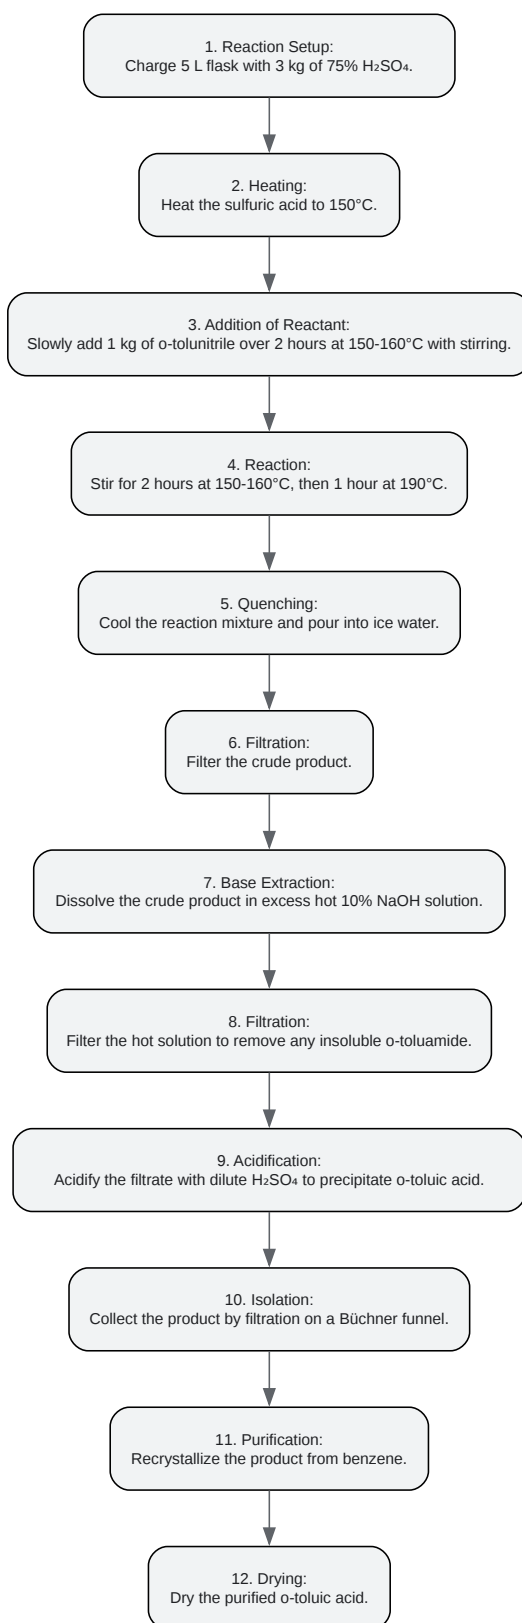 1. Reaction Setup:
Charge 5 L flask with 3 kg of 75% H₂SO₄.
2. Heating:
Heat the sulfuric acid to 150°C.
3. Addition of Reactant:
Slowly add 1 kg of o-tolunitrile over 2 hours at 150-160°C with stirring.
4. Reaction:
Stir for 2 hours at 150-160°C, then 1 hour at 190°C.
5. Quenching:
Cool the reaction mixture and pour into ice water.
6. Filtration:
Filter the crude product.
7. Base Extraction:
Dissolve the crude product in excess hot 10% NaOH solution.
8. Filtration:
Filter the hot solution to remove any insoluble o-toluamide.
9. Acidification:
Acidify the filtrate with dilute H₂SO₄ to precipitate o-toluic acid.
10. Isolation:
Collect the product by filtration on a Büchner funnel.
11. Purification:
Recrystallize the product from benzene.
12. Drying:
Dry the purified o-toluic acid.